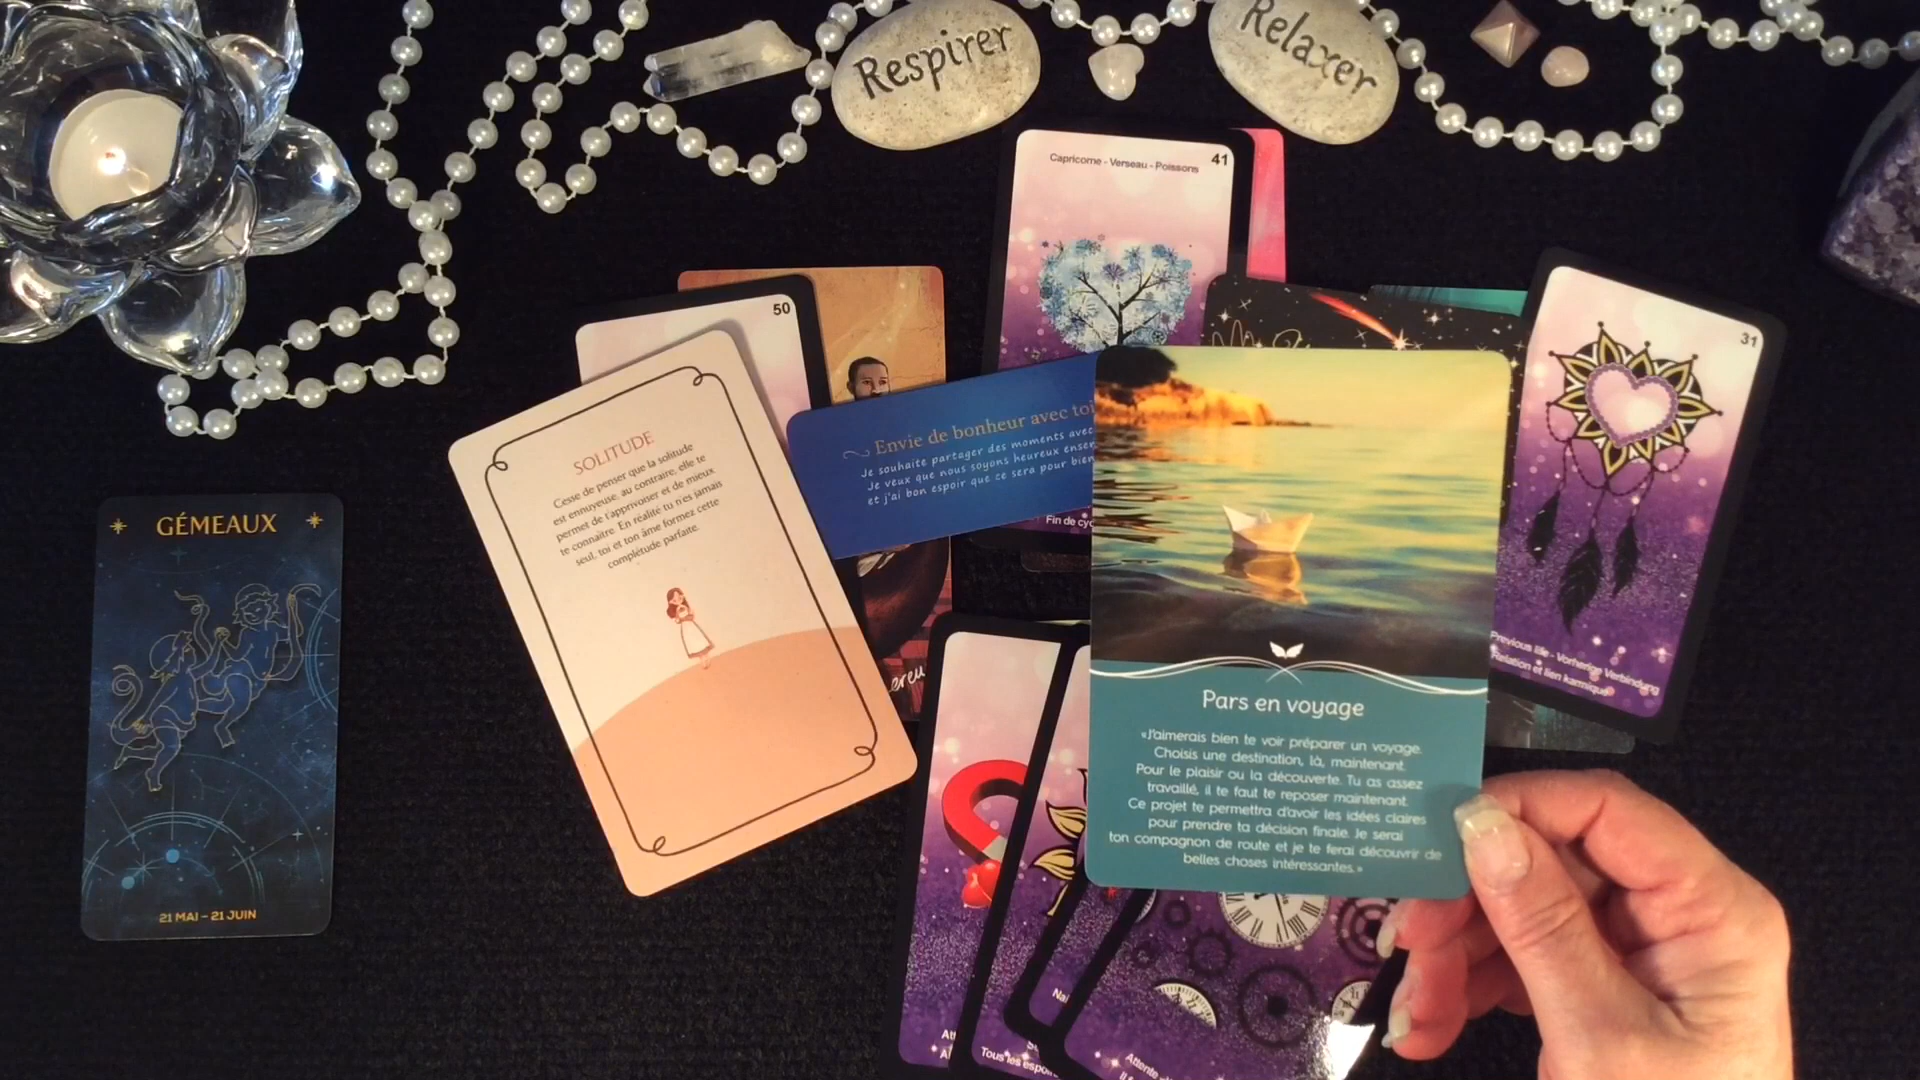 Respirer
Relaxer
Capricorne - Verseau - Poissons
41
50
31
SOLITUDE
Cesse de penser que la solitude
est ennuyeuse, au contraire, elle te
permet de t'apprivoiser et de mieux
te connaître. En réalité tu n'es jamais
seul, toi et ton âme formez cette
complétude parfaite.
Envie de bonheur avec toi
Je souhaite partager des moments avec
Je veux que nous soyons heureux ensem
et j'ai bon espoir que ce sera pour bien
Fin de cyc
GÉMEAUX
21 MAI – 21 JUIN
Previous life - Vorherige Verbindung
Relation et lien karmique
Pars en voyage
«J'aimerais bien te voir préparer un voyage.
Choisis une destination, là, maintenant.
Pour le plaisir ou la découverte. Tu as assez
travaillé, il te faut te reposer maintenant.
Ce projet te permettra d'avoir les idées claires
pour prendre ta décision finale. Je serai
ton compagnon de route et je te ferai découvrir de
belles choses intéressantes.»
ereu
Nai
Att
A
Tous les espoir
Attente